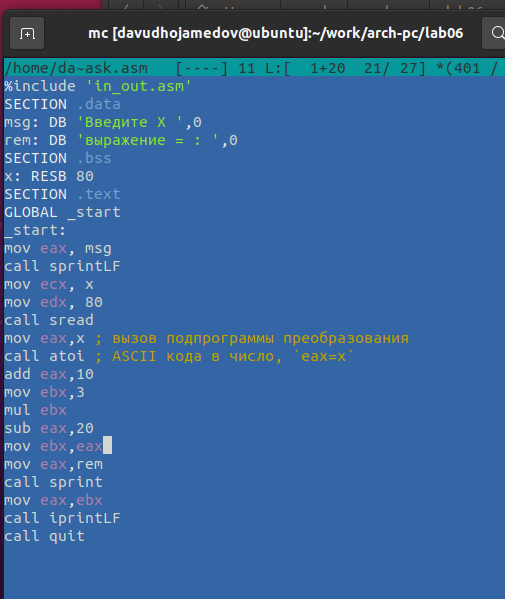 mc [davudhojamedov@ubuntu]:~/work/arch-pc/lab06
/home/da~ask.asm   [----] 11 L:[  1+20  21/ 27] *(401 /
%include 'in_out.asm'
SECTION .data
msg: DB 'Введите X ',0
rem: DB 'выражение = : ',0
SECTION .bss
x: RESB 80
SECTION .text
GLOBAL _start
_start:
mov eax, msg
call sprintLF
mov ecx, x
mov edx, 80
call sread
mov eax,x ; вызов подпрограммы преобразования
call atoi ; ASCII кода в число, `eax=x`
add eax,10
mov ebx,3
mul ebx
sub eax,20
mov ebx,eax
mov eax,rem
call sprint
mov eax,ebx
call iprintLF
call quit